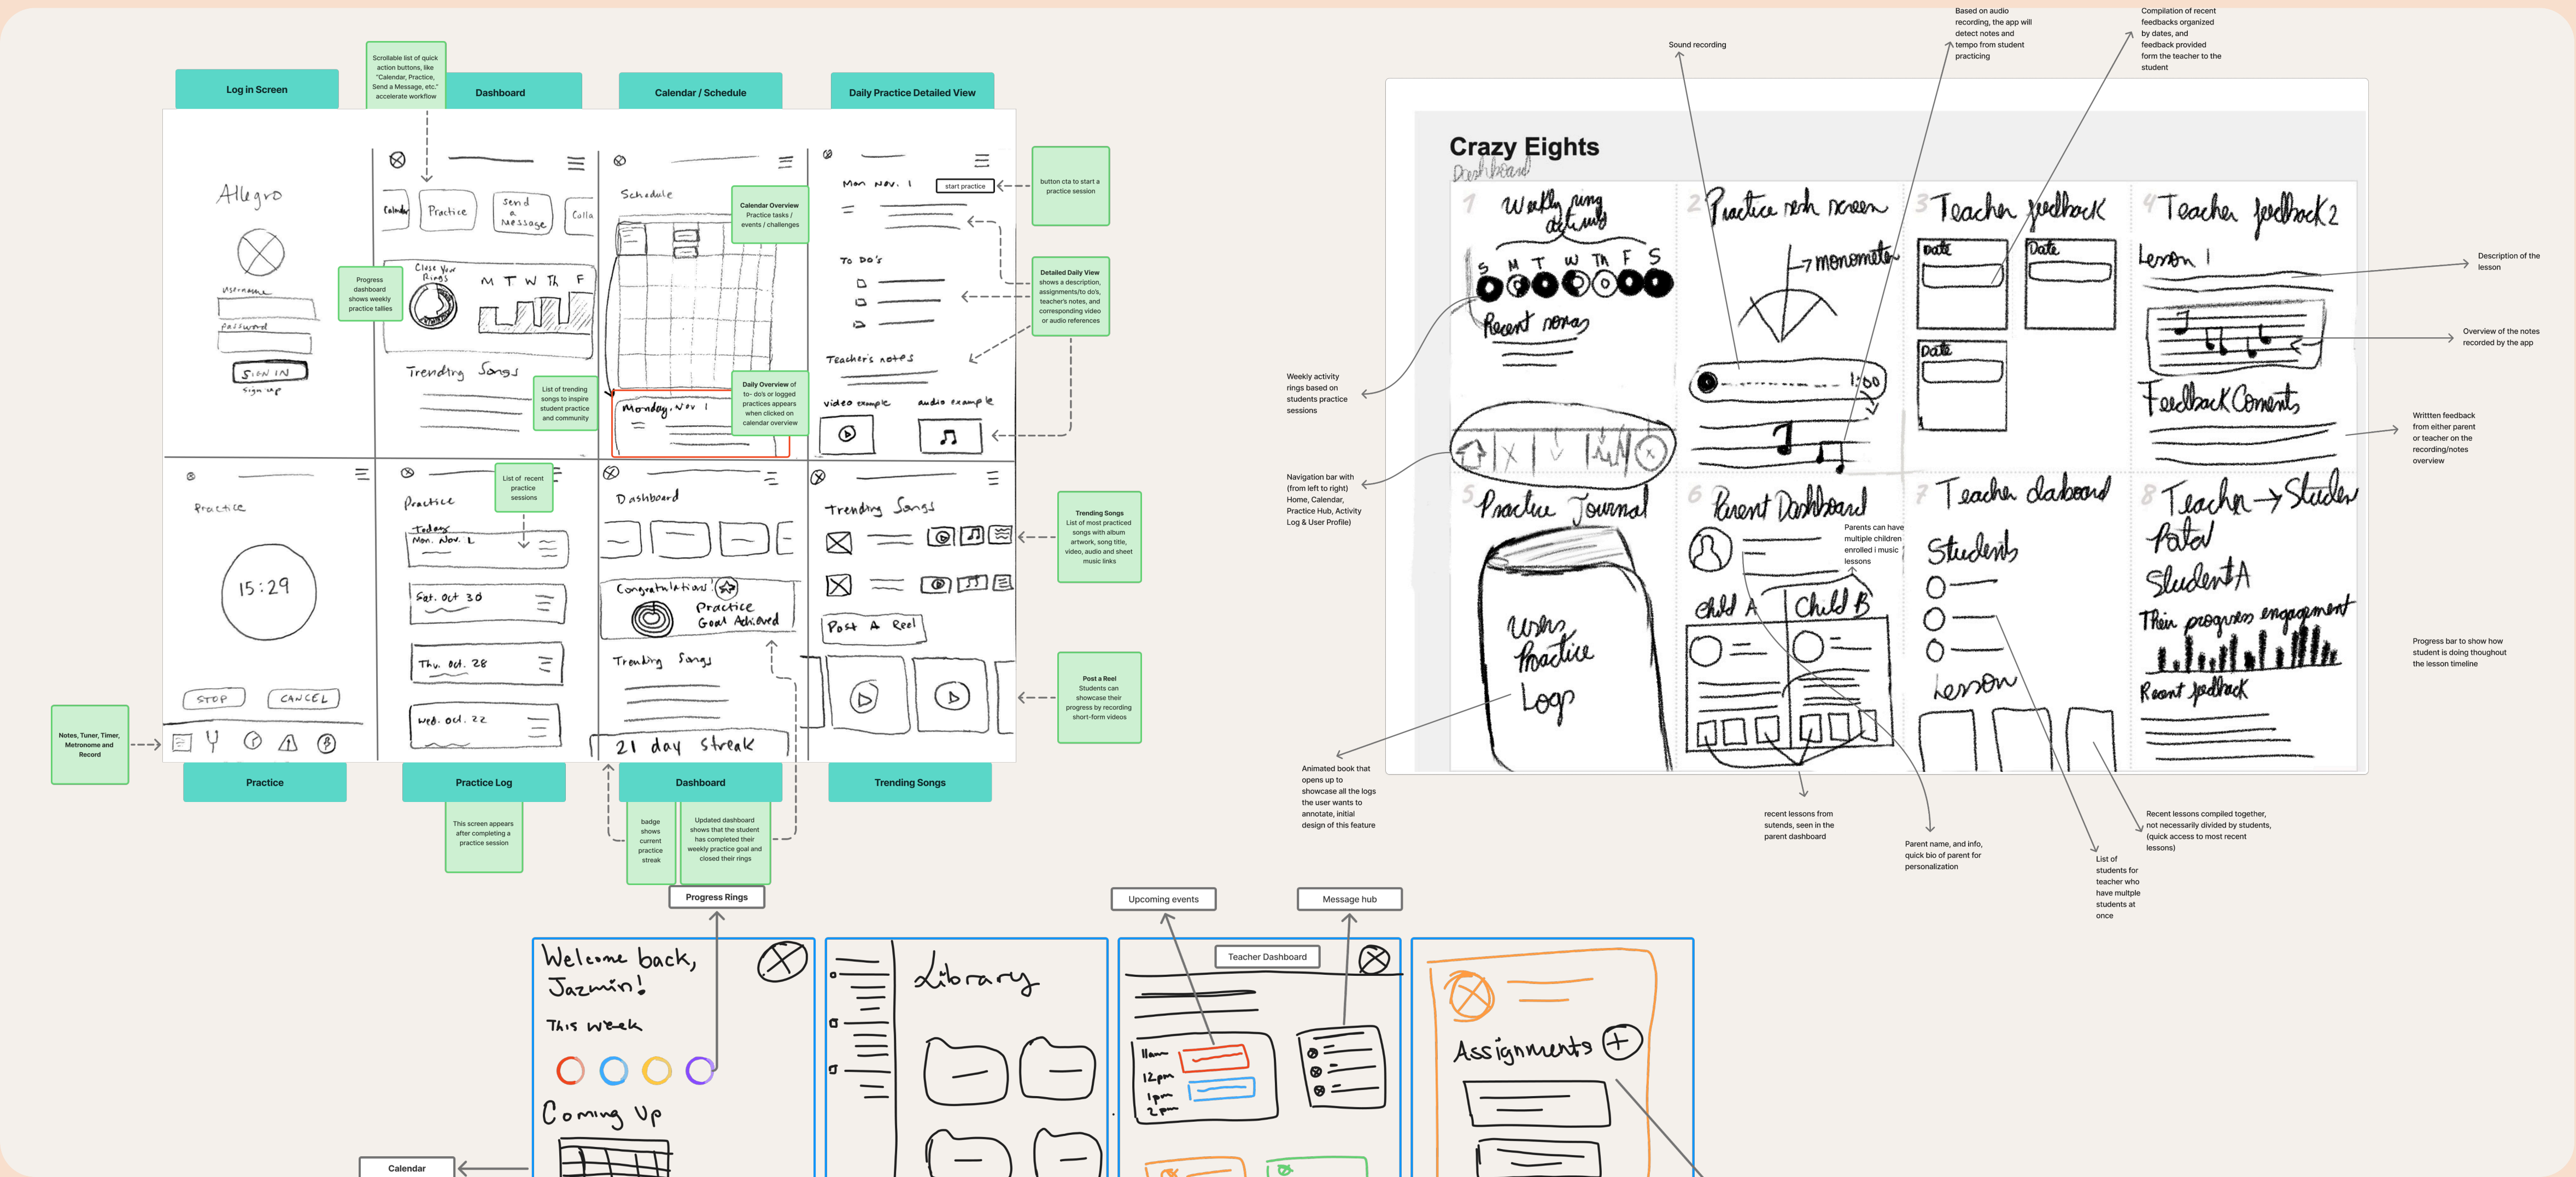 Log in Screen
Scrollable list of quick
action buttons, like
"Calendar, Practice,
Send a Message, etc."
accelerate workflow
Dashboard
Calendar / Schedule
Daily Practice Detailed View
Allegro
username
password
SIGN IN
sign up
Calendar
Practice
Send
a
Message
Colla
Progress
dashboard
shows weekly
practice tallies
Close Your
Rings
M T W Th F
Trending Songs
List of trending
songs to inspire
student practice
and community
Schedule
Calendar Overview
Practice tasks /
events / challenges
Monday, Nov 1
Daily Overview of
to- do's or logged
practices appears
when clicked on
calendar overview
Mon Nov. 1
start practice
To Do's
Teacher's notes
video example
audio example
button cta to start a
practice session
Detailed Daily View
shows a description,
assignments/to do's,
teacher's notes, and
corresponding video
or audio references
Practice
15:29
STOP
CANCEL
Notes, Tuner, Timer,
Metronome and
Record
Practice
List of recent
practice
sessions
Today
Mon. Nov. 1
Sat. Oct 30
Thu. Oct. 28
Wed. Oct. 22
Dashboard
Congratulations!
Practice
Goal Achieved
Trending Songs
21 day streak
Trending Songs
Post A Reel
Trending Songs
List of most practiced
songs with album
artwork, song title,
video, audio and sheet
music links
Post a Reel
Students can
showcase their
progress by recording
short-form videos
Practice
Practice Log
Dashboard
Trending Songs
This screen appears
after completing a
practice session
badge
shows
current
practice
streak
Updated dashboard
shows that the student
has completed their
weekly practice goal and
closed their rings
Sound recording
Based on audio
recording, the app will
detect notes and
tempo from student
practicing
Compilation of recent
feedbacks organized
by dates, and
feedback provided
form the teacher to the
student
Crazy Eights
Dashboard
1
Weekly ring
activity
S M T W Th F S
Recent songs
2
Practice sesh screen
monometer
1:00
3
Teacher feedback
Date
Date
Date
4
Teacher feedback 2
Lesson 1
Feedback Coments
5
Practice Journal
Users
Practice
Logs
6
Parent Dashboard
Parents can have
multiple children
enrolled i music
lessons
Child A
Child B
7
Teacher daboard
Students
Lesson
8
Teacher → Studen
Student A
Their progress engagement
Recent feedback
Weekly activity
rings based on
students practice
sessions
Navigation bar with
(from left to right)
Home, Calendar,
Practice Hub, Activity
Log & User Profile)
Animated book that
opens up to
showcase all the logs
the user wants to
annotate, initial
design of this feature
Description of the
lesson
Overview of the notes
recorded by the app
Writtten feedback
from either parent
or teacher on the
recording/notes
overview
Progress bar to show how
student is doing thoughout
the lesson timeline
recent lessons from
sutends, seen in the
parent dashboard
Parent name, and info,
quick bio of parent for
personalization
List of
students for
teacher who
have multple
students at
once
Recent lessons compiled together,
not necessarily divided by students,
(quick access to most recent
lessons)
Progress Rings
Upcoming events
Message hub
Welcome back,
Jazmin!
This week
Coming Up
Calendar
Library
Teacher Dashboard
11am
12pm
1pm
2pm
Assignments